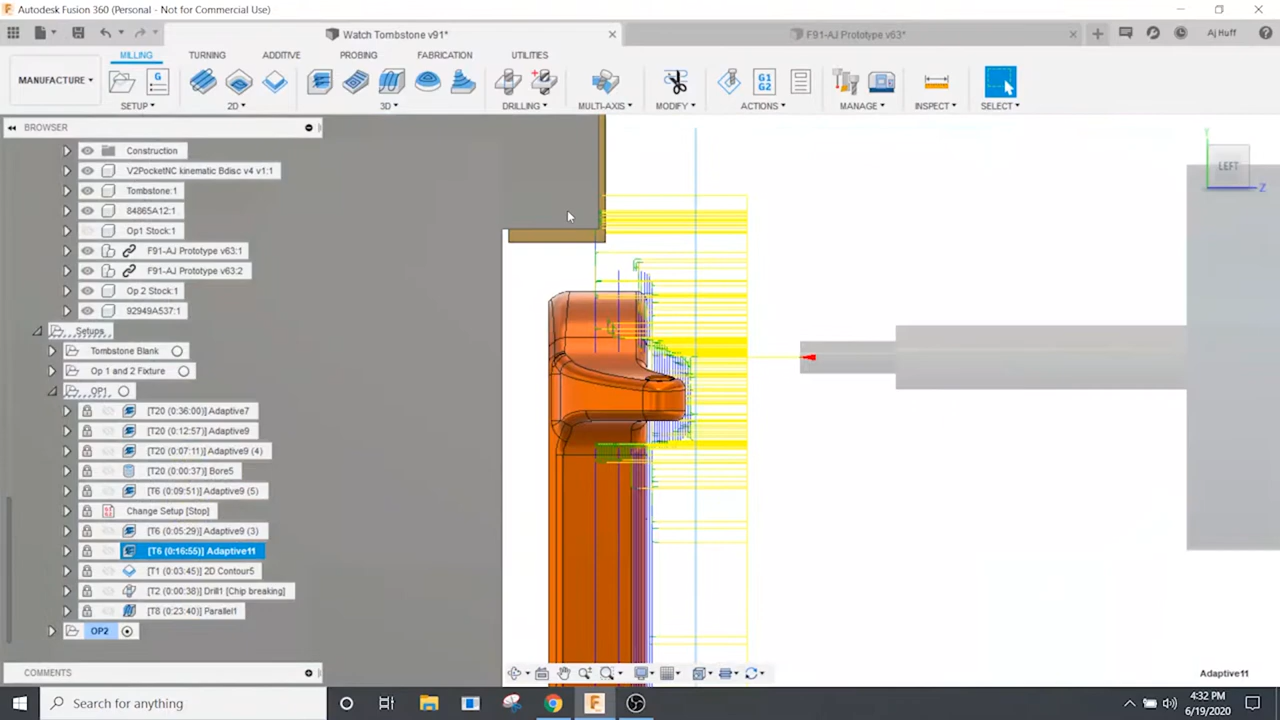 Autodesk Fusion 360 (Personal - Not for Commercial Use)
Watch Tombstone v91*
F91-AJ Prototype v63*
Aj Huff
MANUFACTURE
MILLING TURNING ADDITIVE PROBING FABRICATION UTILITIES
G1
G2
SETUP 2D 3D DRILLING MULTI-AXIS MODIFY ACTIONS MANAGE INSPECT SELECT
BROWSER
Construction
V2PocketNC kinematic Bdisc v4 v1:1
Tombstone:1
84865A12:1
Op1 Stock:1
F91-AJ Prototype v63:1
F91-AJ Prototype v63:2
Op 2 Stock:1
92949A537:1
Setups
Tombstone Blank
Op 1 and 2 Fixture
OP1
[T20 (0:36:00)] Adaptive7
[T20 (0:12:57)] Adaptive9
[T20 (0:07:11)] Adaptive9 (4)
[T20 (0:00:37)] Bore5
[T6 (0:09:51)] Adaptive9 (5)
Change Setup [Stop]
[T6 (0:05:29)] Adaptive9 (3)
[T6 (0:16:55)] Adaptive11
[T1 (0:03:45)] 2D Contour5
[T2 (0:00:38)] Drill1 [Chip breaking]
[T8 (0:23:40)] Parallel1
OP2
Y
LEFT
Z
COMMENTS
Adaptive11
Search for anything
4:32 PM
6/19/2020